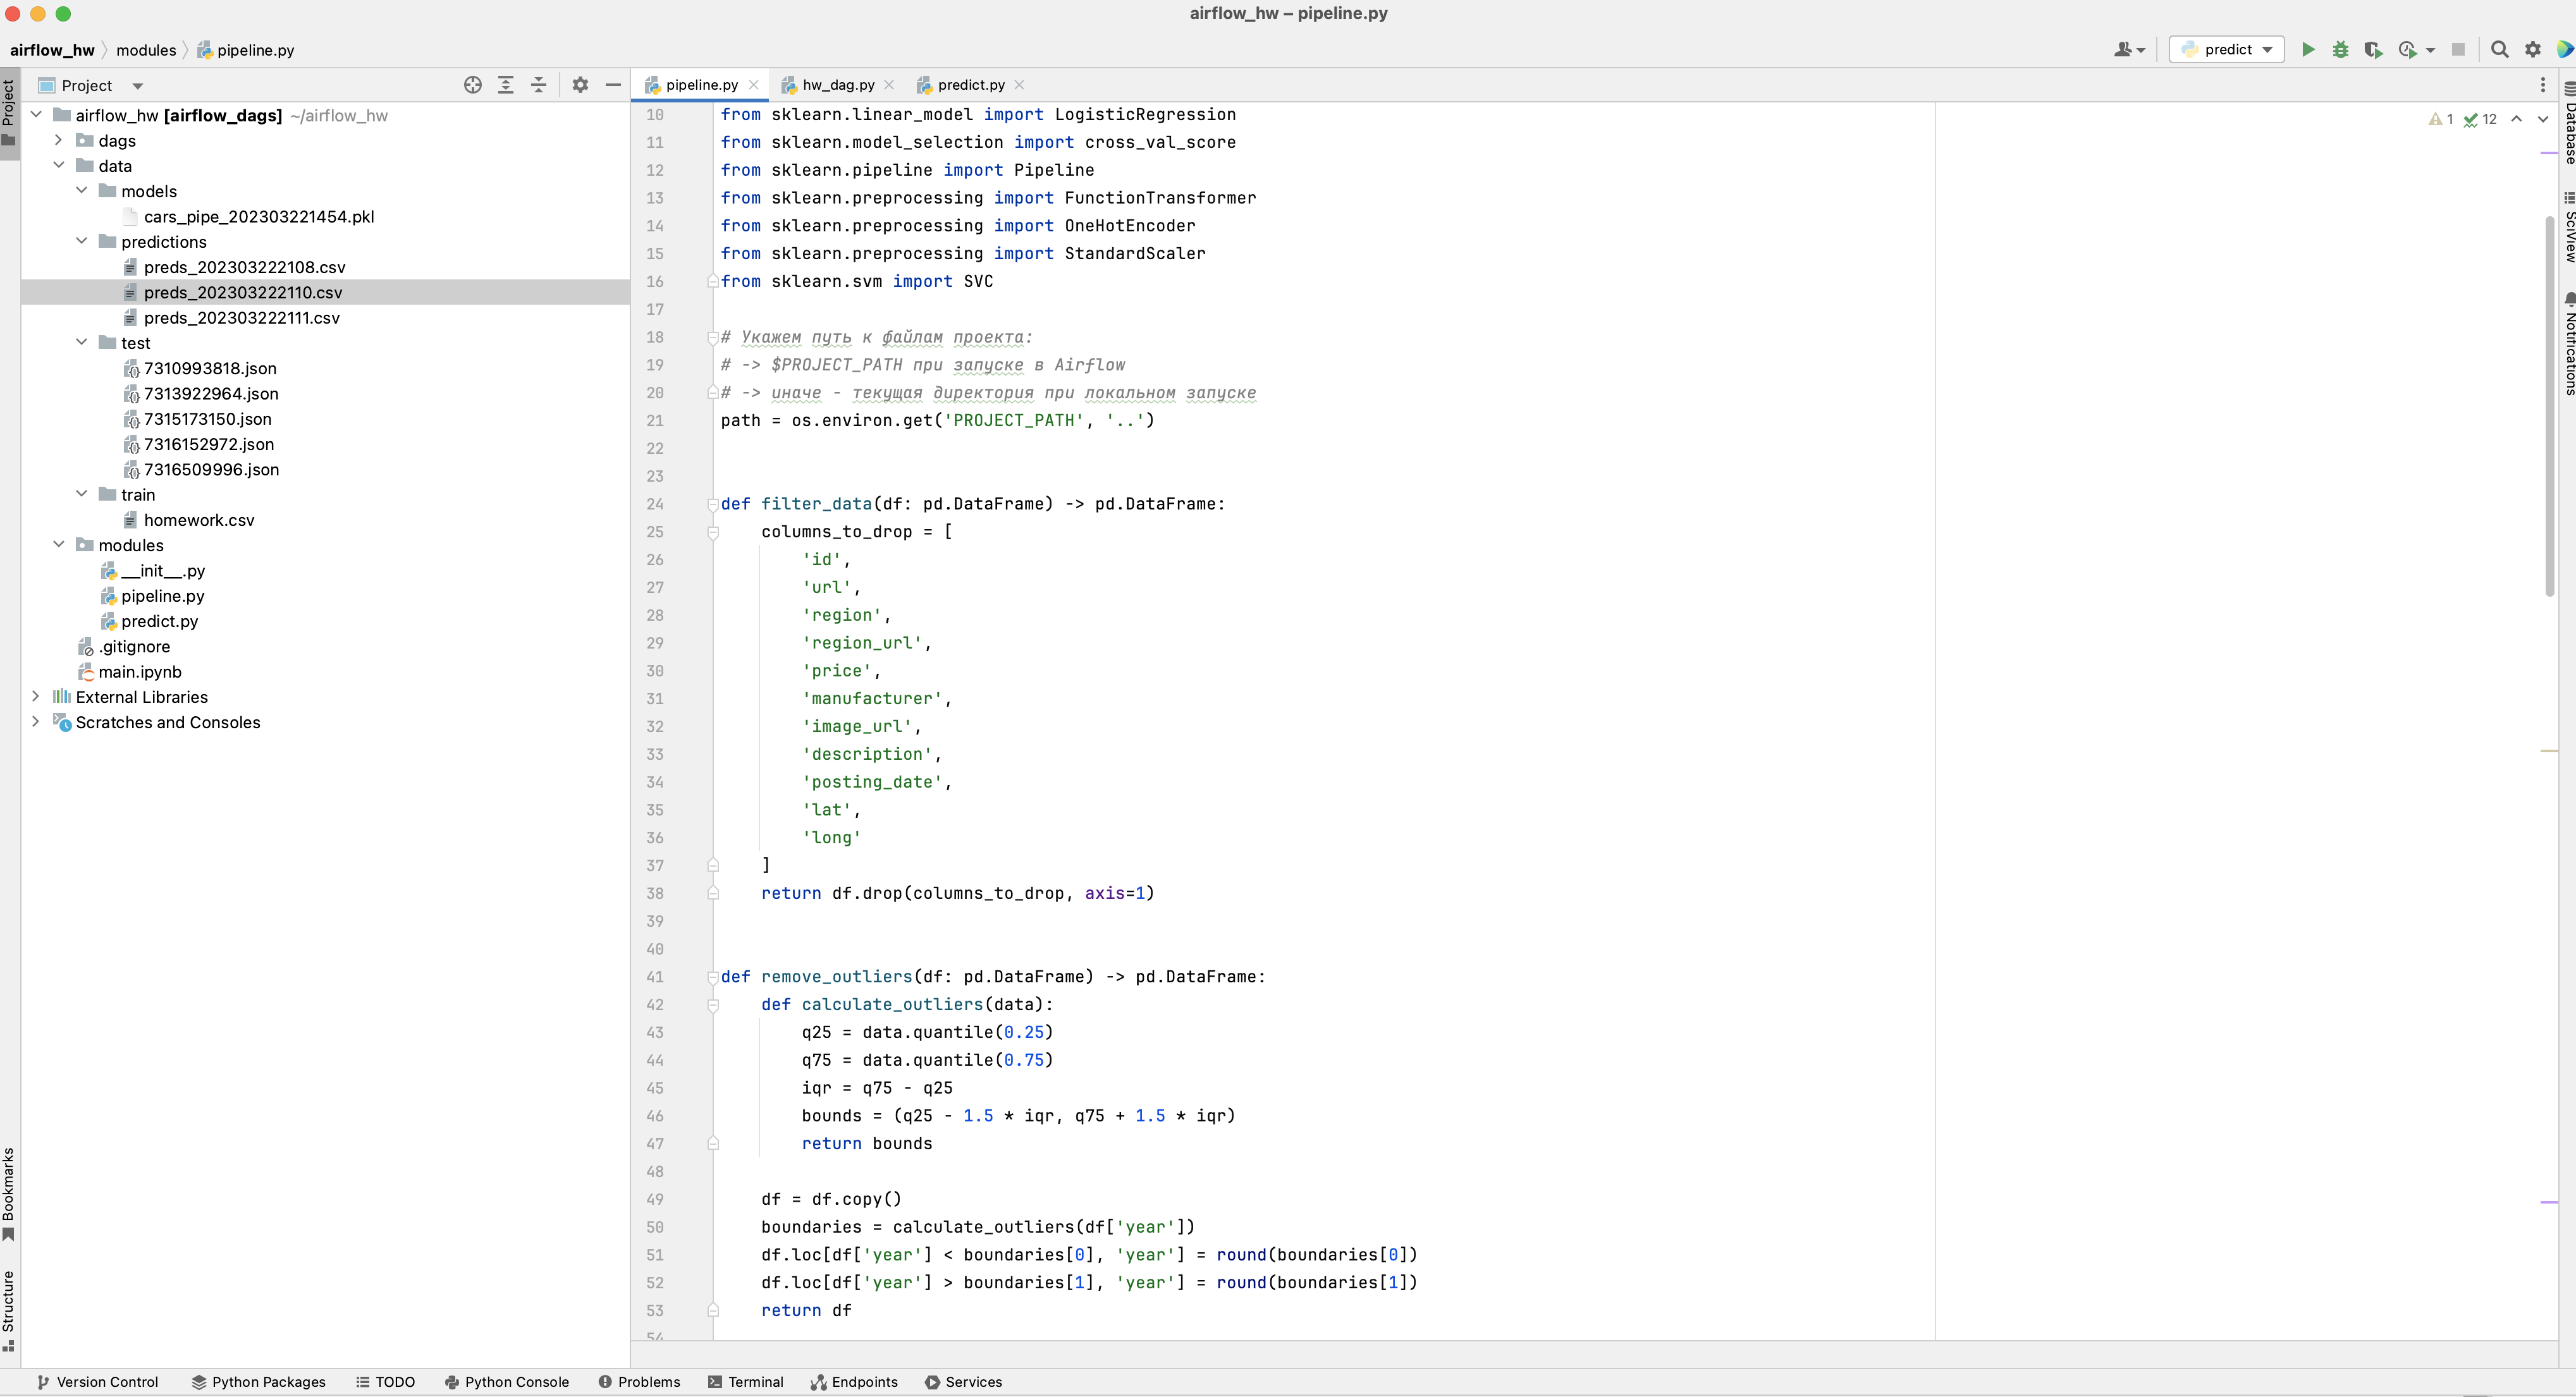 airflow_hw – pipeline.py
airflow_hw modules pipeline.py
predict
Project
Project
airflow_hw [airflow_dags] ~/airflow_hw
dags
data
models
cars_pipe_202303221454.pkl
predictions
preds_202303222108.csv
preds_202303222110.csv
preds_202303222111.csv
test
7310993818.json
7313922964.json
7315173150.json
7316152972.json
7316509996.json
train
homework.csv
modules
__init__.py
pipeline.py
predict.py
.gitignore
main.ipynb
External Libraries
Scratches and Consoles
Bookmarks
Structure
pipeline.py hw_dag.py predict.py
1 12
10 from sklearn.linear_model import LogisticRegression
11 from sklearn.model_selection import cross_val_score
12 from sklearn.pipeline import Pipeline
13 from sklearn.preprocessing import FunctionTransformer
14 from sklearn.preprocessing import OneHotEncoder
15 from sklearn.preprocessing import StandardScaler
16 from sklearn.svm import SVC
17
18 # Укажем путь к файлам проекта:
19 # -> $PROJECT_PATH при запуске в Airflow
20 # -> иначе - текущая директория при локальном запуске
21 path = os.environ.get('PROJECT_PATH', '..')
22
23
24 def filter_data(df: pd.DataFrame) -> pd.DataFrame:
25 columns_to_drop = [
26 'id',
27 'url',
28 'region',
29 'region_url',
30 'price',
31 'manufacturer',
32 'image_url',
33 'description',
34 'posting_date',
35 'lat',
36 'long'
37 ]
38 return df.drop(columns_to_drop, axis=1)
39
40
41 def remove_outliers(df: pd.DataFrame) -> pd.DataFrame:
42 def calculate_outliers(data):
43 q25 = data.quantile(0.25)
44 q75 = data.quantile(0.75)
45 iqr = q75 - q25
46 bounds = (q25 - 1.5 * iqr, q75 + 1.5 * iqr)
47 return bounds
48
49 df = df.copy()
50 boundaries = calculate_outliers(df['year'])
51 df.loc[df['year'] < boundaries[0], 'year'] = round(boundaries[0])
52 df.loc[df['year'] > boundaries[1], 'year'] = round(boundaries[1])
53 return df
54
Database
SciView
Notifications
Version Control Python Packages TODO Python Console Problems Terminal Endpoints Services